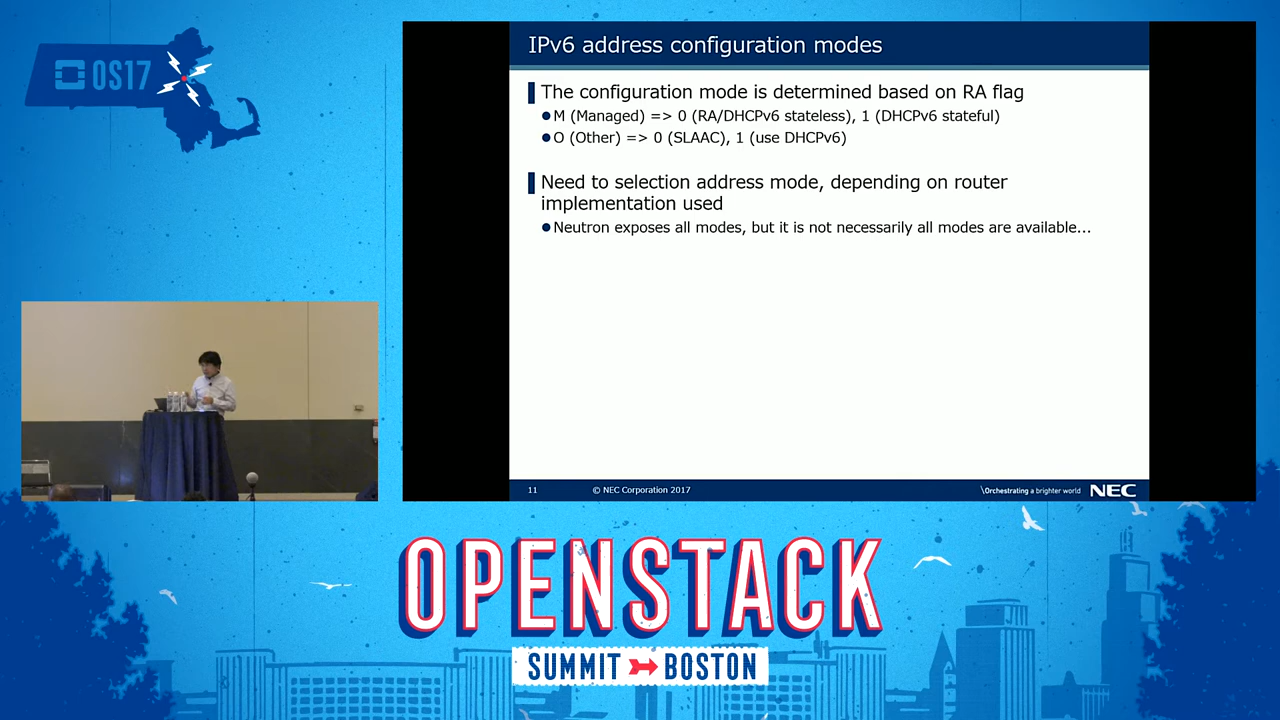 OS17
IPv6 address configuration modes
The configuration mode is determined based on RA flag
M (Managed) => 0 (RA/DHCPv6 stateless), 1 (DHCPv6 stateful)
O (Other) => 0 (SLAAC), 1 (use DHCPv6)
Need to selection address mode, depending on router
implementation used
Neutron exposes all modes, but it is not necessarily all modes are available...
11
© NEC Corporation 2017
\Orchestrating a brighter world
NEC
OPENSTACK
SUMMIT BOSTON